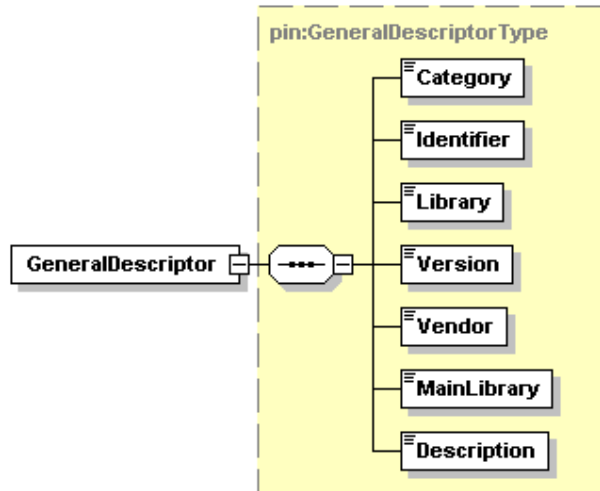 pin:GeneralDescriptorType
Category
Identifier
Library
GeneralDescriptor
Version
Vendor
MainLibrary
Description